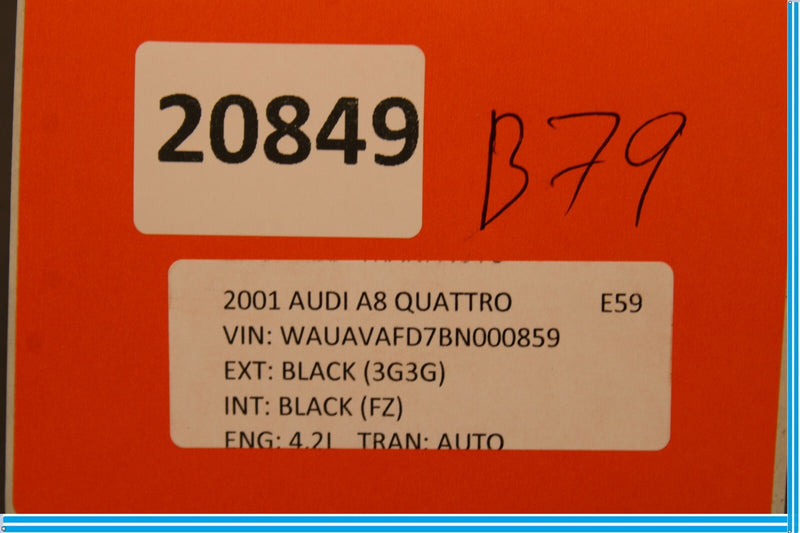 20849
B79
2001 AUDI A8 QUATTRO E59
VIN: WAUAVAFD7BN000859
EXT: BLACK (3G3G)
INT: BLACK (FZ)
ENG: 4.2L TRAN: AUTO